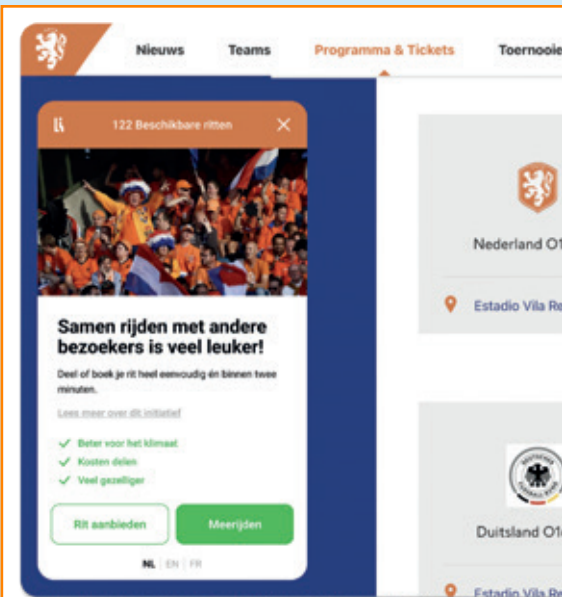 Nieuws Teams Programma & Tickets Toernooie
122 Beschikbare ritten
Samen rijden met andere
bezoekers is veel leuker!
Deel of boek je rit heel eenvoudig én binnen twee
minuten.
Lees meer over dit initiatief
Beter voor het klimaat
Kosten delen
Veel gezelliger
Rit aanbieden Meerijden
NL | EN | FR
Nederland O1
Estadio Vila Re
Duitsland O1
Estadio Vila Re